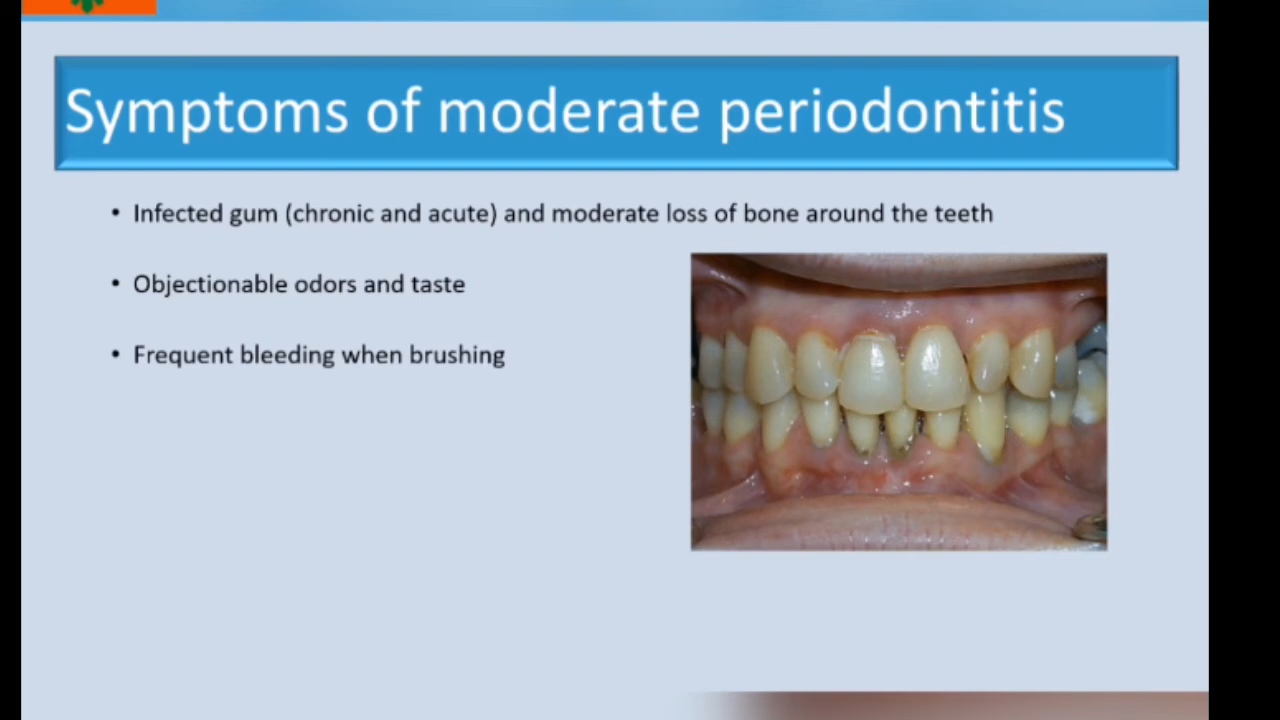 Symptoms of moderate periodontitis
• Infected gum (chronic and acute) and moderate loss of bone around the teeth
• Objectionable odors and taste
• Frequent bleeding when brushing